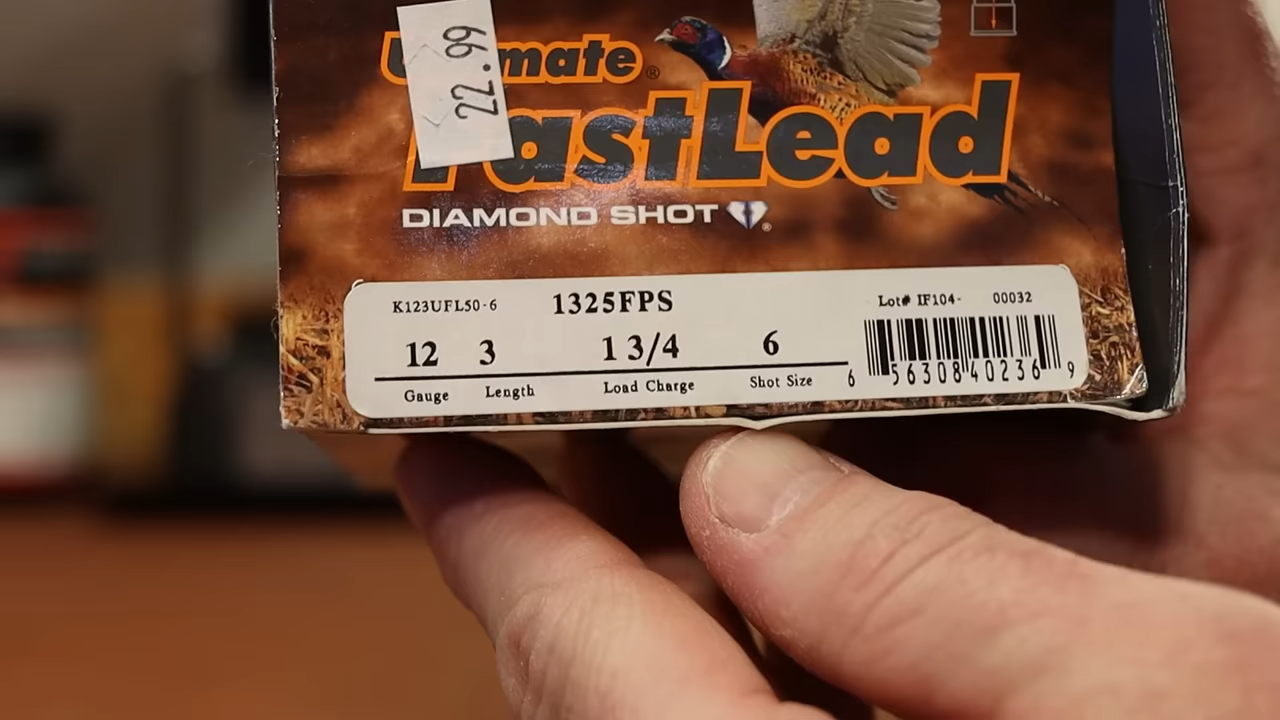 22.99
Ultimate®
FastLead
DIAMOND SHOT ®
K123UFL50-6 1325FPS Lot# IF104- 00032
12 3 1 3/4 6
Gauge Length Load Charge Shot Size
6 56308 40236 9